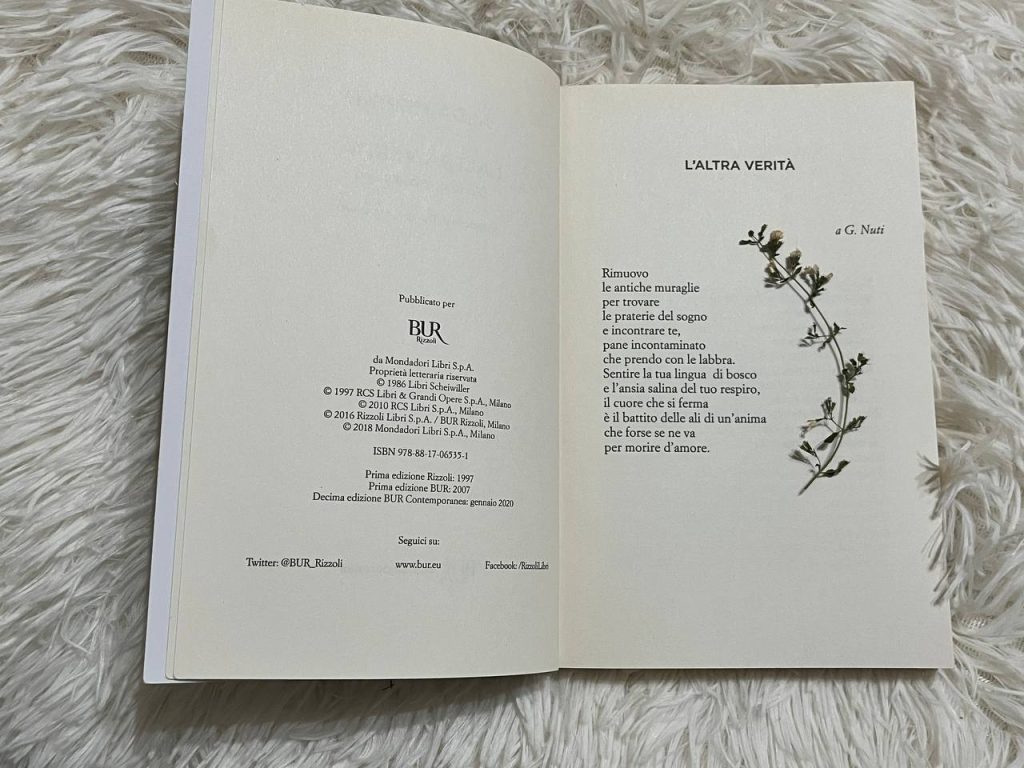 Pubblicato per
BUR
Rizzoli
da Mondadori Libri S.p.A.
Proprietà letteraria riservata
© 1986 Libri Scheiwiller
© 1997 RCS Libri & Grandi Opere S.p.A., Milano
© 2010 RCS Libri S.p.A., Milano
© 2016 Rizzoli Libri S.p.A. / BUR Rizzoli, Milano
© 2018 Mondadori Libri S.p.A., Milano
ISBN 978-88-17-06535-1
Prima edizione Rizzoli: 1997
Prima edizione BUR: 2007
Decima edizione BUR Contemporanea: gennaio 2020
Seguici su:
Twitter: @BUR_Rizzoli www.bur.eu Facebook: /RizzoliLibri
L'ALTRA VERITÀ
a G. Nuti
Rimuovo
le antiche muraglie
per trovare
le praterie del sogno
e incontrare te,
pane incontaminato
che prendo con le labbra.
Sentire la tua lingua di bosco
e l'ansia salina del tuo respiro,
il cuore che si ferma
è il battito delle ali di un'anima
che forse se ne va
per morire d'amore.